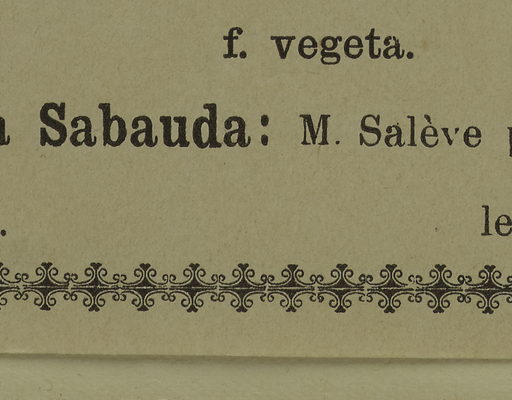 f. vegeta.
a Sabauda: M. Salève p
. le